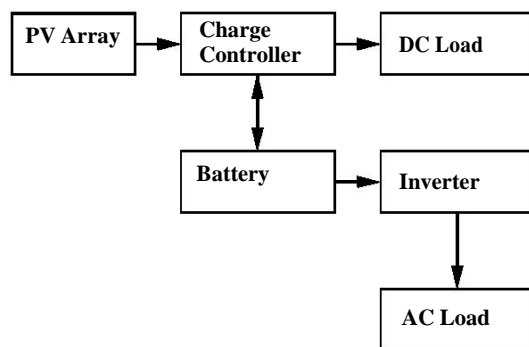 PV Array
Charge
Controller
DC Load
Battery
Inverter
AC Load